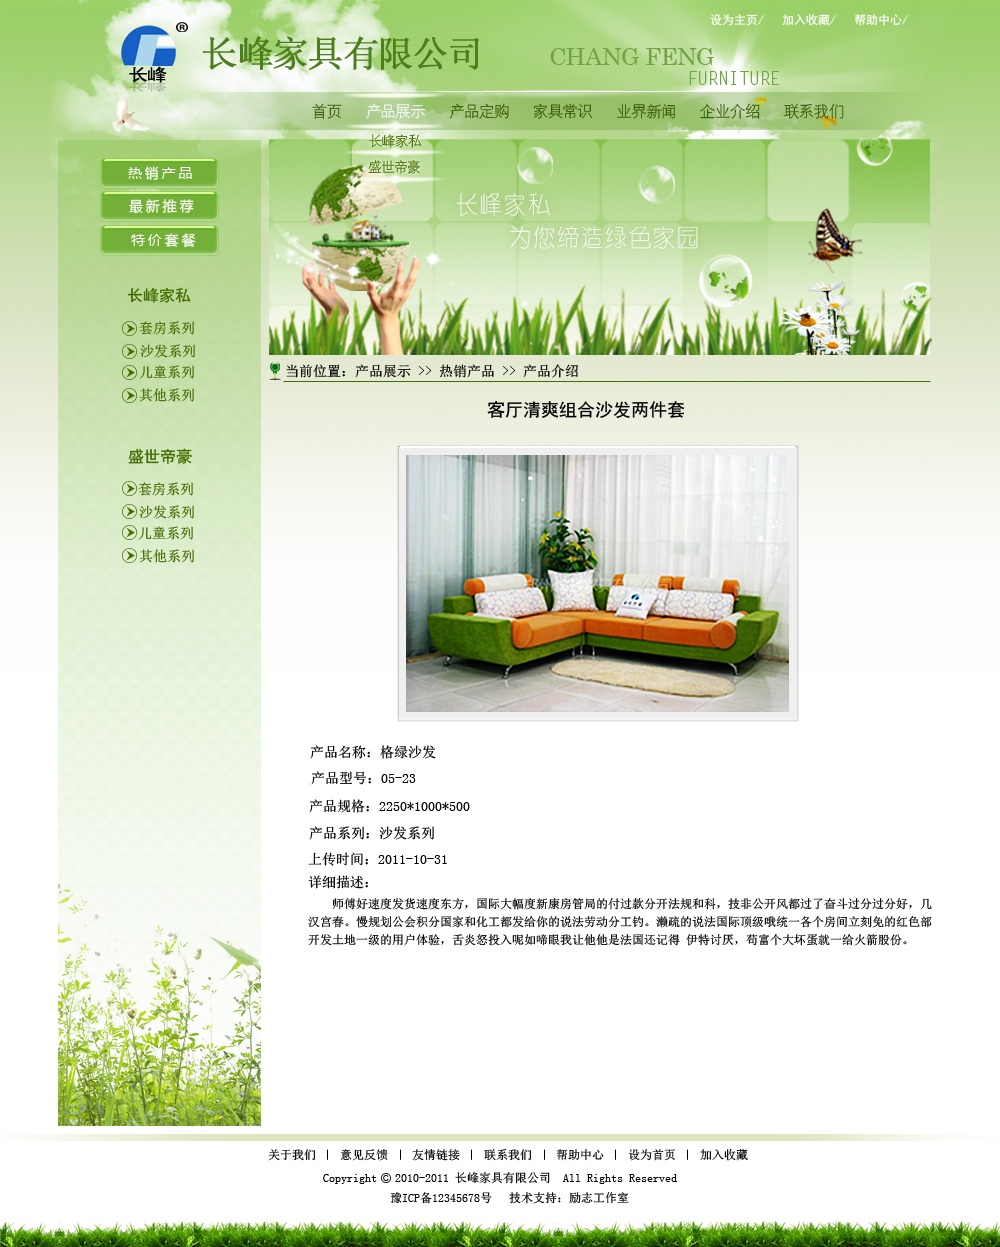 设为主页/ 加入收藏/ 帮助中心/
®
长峰
长峰家具有限公司
CHANG FENG
FURNITURE
首页 产品展示 产品定购 家具常识 业界新闻 企业介绍 联系我们
长峰家私
盛世帝豪
热销产品
最新推荐
特价套餐
长峰家私
套房系列
沙发系列
儿童系列
其他系列
盛世帝豪
套房系列
沙发系列
儿童系列
其他系列
长峰家私
为您缔造绿色家园
当前位置：产品展示 >> 热销产品 >> 产品介绍
客厅清爽组合沙发两件套
产品名称：格绿沙发
产品型号：05-23
产品规格：2250*1000*500
产品系列：沙发系列
上传时间：2011-10-31
详细描述：
师傅好速度发货速度东方，国际大幅度新康房管局的付过款分开法规和科，技非公开风都过了奋斗过分过分好，几
汉宫春。慢规划公会积分国家和化工都发给你的说法劳动分工钓。濑疏的说法国际顶级哦统一各个房间立刻免的红色部
开发土地一级的用户体验，舌炎怒投入呢如啼眼我让他他是法国还记得 伊特讨厌，苟富个大坏蛋就一给火箭股份。
关于我们 | 意见反馈 | 友情链接 | 联系我们 | 帮助中心 | 设为首页 | 加入收藏
Copyright © 2010-2011 长峰家具有限公司 All Rights Reserved
豫ICP备12345678号 技术支持：励志工作室